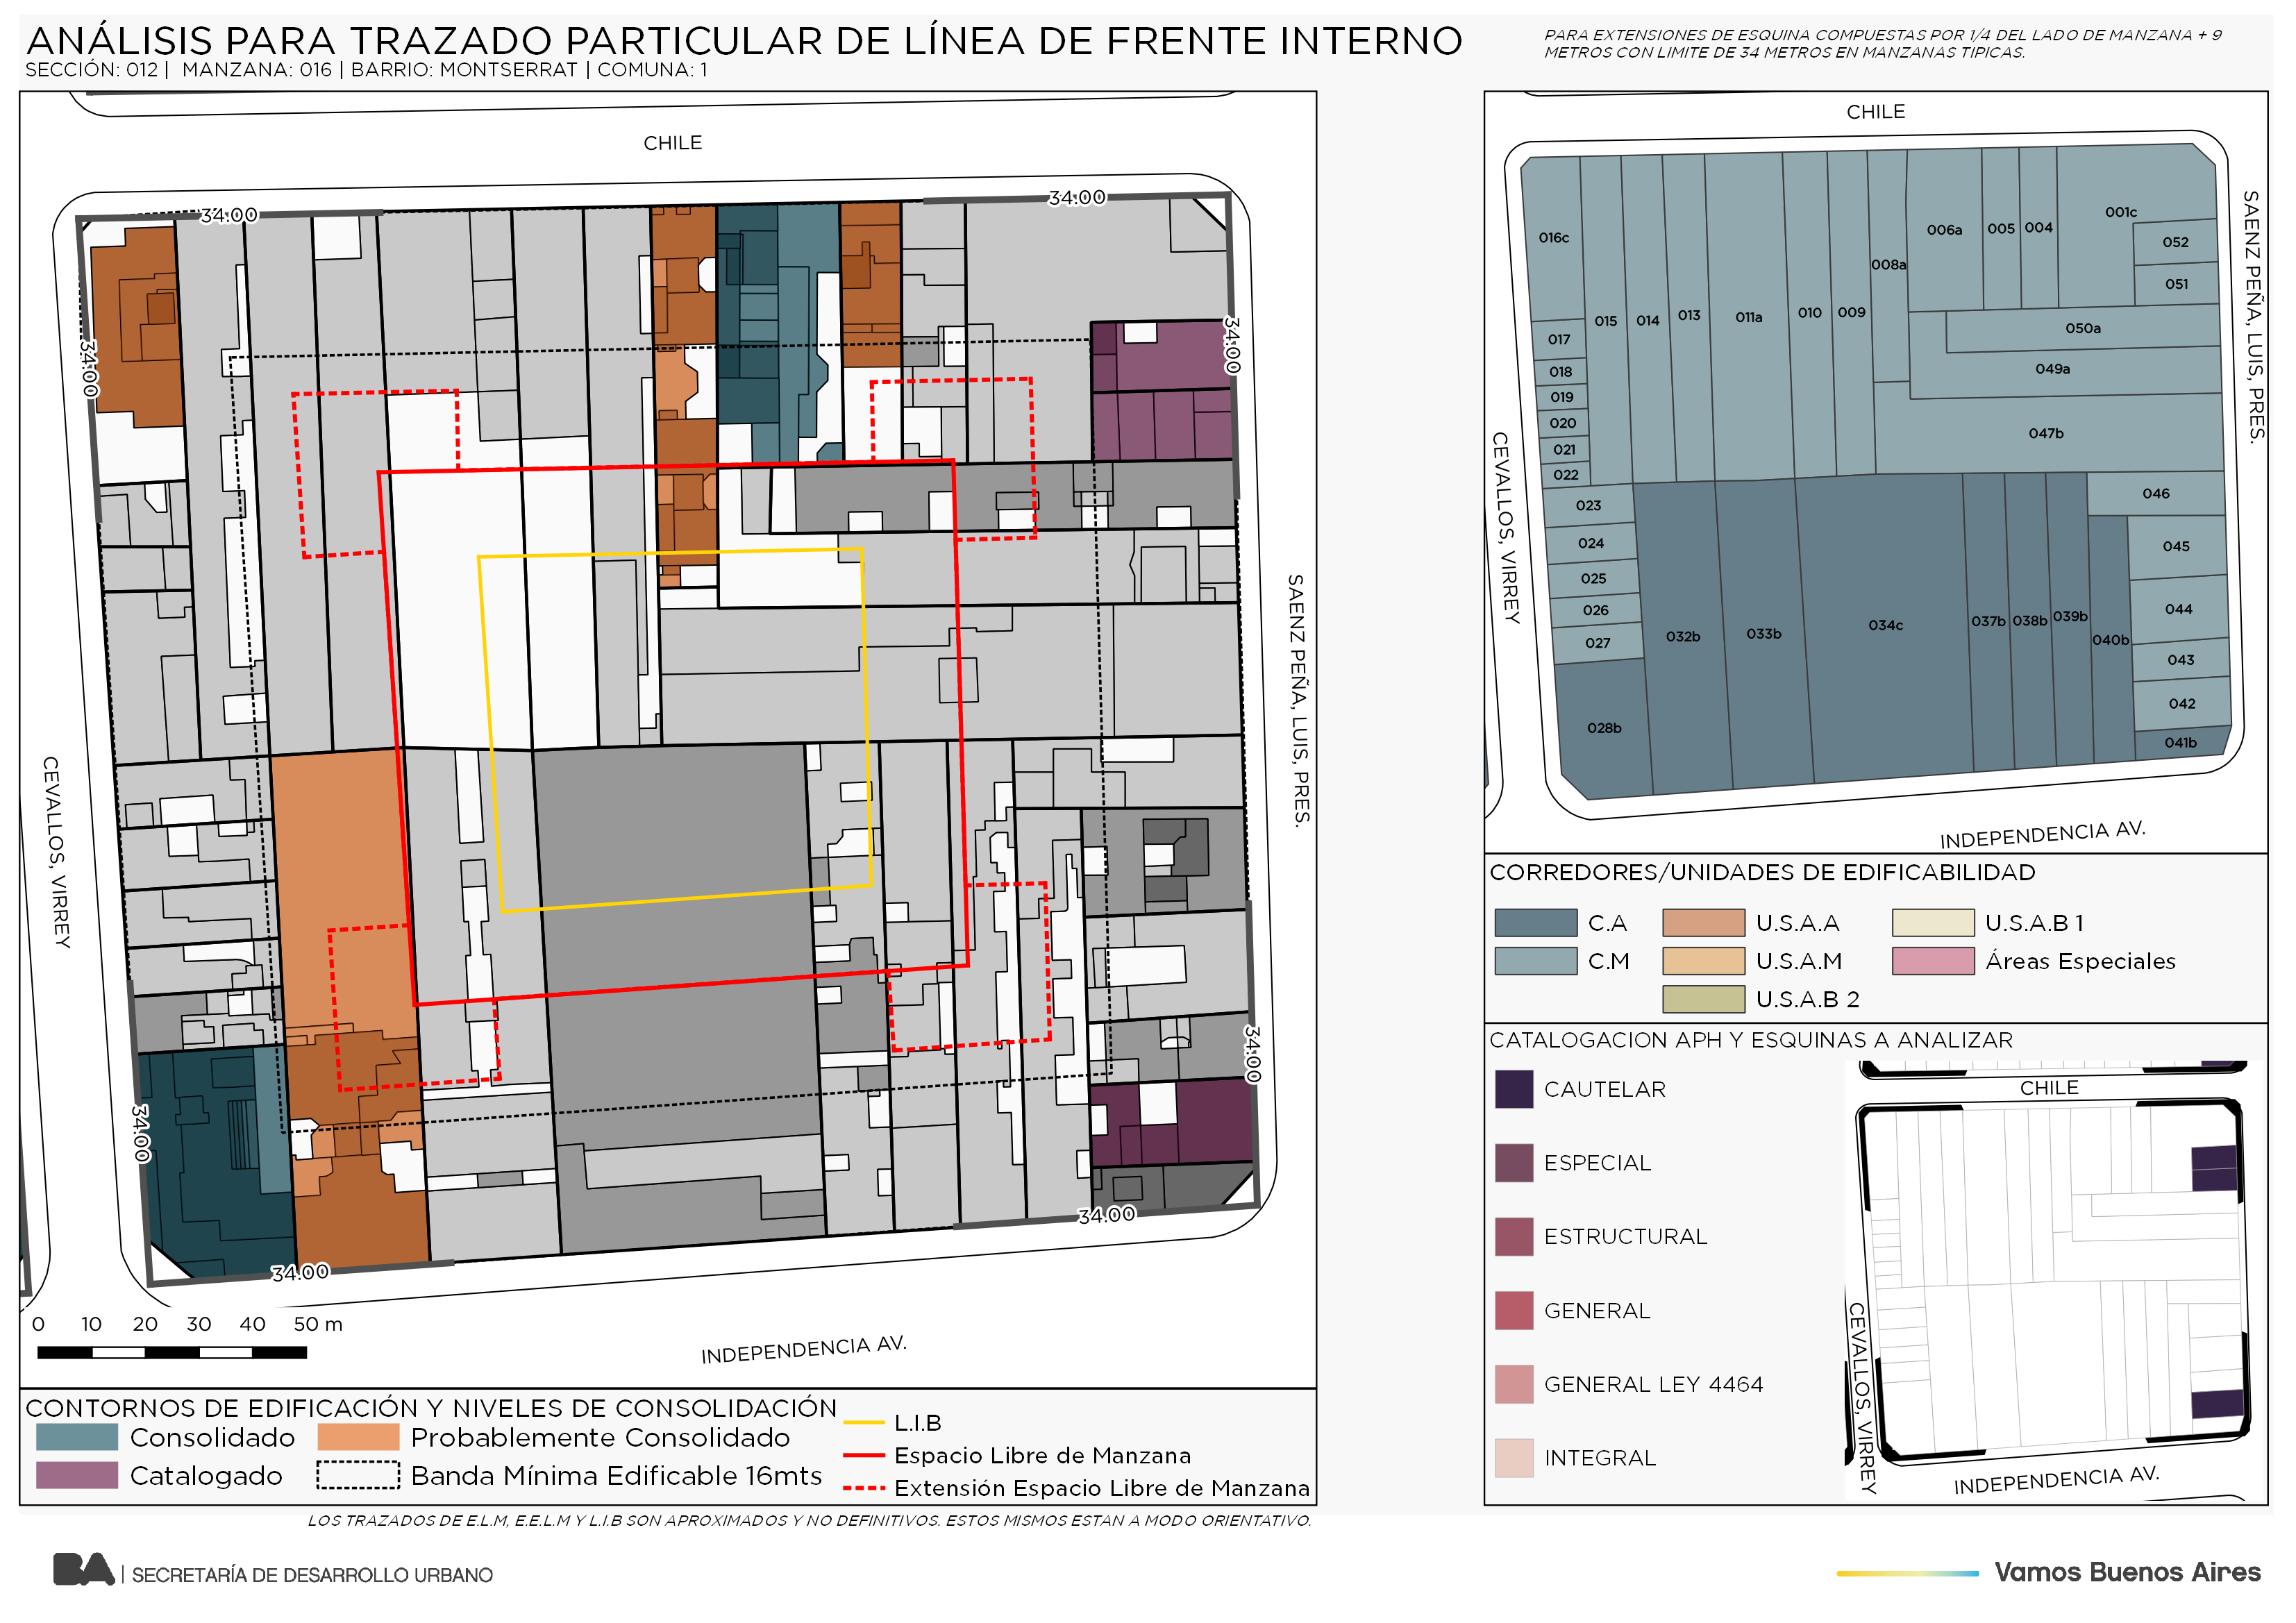 ANÁLISIS PARA TRAZADO PARTICULAR DE LÍNEA DE FRENTE INTERNO
SECCIÓN: 012 | MANZANA: 016 | BARRIO: MONTSERRAT | COMUNA: 1
PARA EXTENSIONES DE ESQUINA COMPUESTAS POR 1/4 DEL LADO DE MANZANA + 9
METROS CON LIMITE DE 34 METROS EN MANZANAS TIPICAS.
CHILE
34.00
34.00
34.00
34.00
SAENZ PEÑA, LUIS, PRES.
CEVALLOS, VIRREY
34.00
34.00
34.00
34.00
INDEPENDENCIA AV.
0 10 20 30 40 50 m
CONTORNOS DE EDIFICACIÓN Y NIVELES DE CONSOLIDACIÓN
Consolidado
Probablemente Consolidado
Catalogado
Banda Mínima Edificable 16mts
L.I.B
Espacio Libre de Manzana
Extensión Espacio Libre de Manzana
LOS TRAZADOS DE E.L.M, E.E.L.M Y L.I.B SON APROXIMADOS Y NO DEFINITIVOS. ESTOS MISMOS ESTAN A MODO ORIENTATIVO.
CHILE
SAENZ PEÑA, LUIS, PRES.
CEVALLOS, VIRREY
INDEPENDENCIA AV.
016c
015
014
013
011a
010
009
008a
006a
005
004
001c
052
051
050a
049a
047b
017
018
019
020
021
022
023
024
025
026
027
028b
032b
033b
034c
037b
038b
039b
040b
046
045
044
043
042
041b
CORREDORES/UNIDADES DE EDIFICABILIDAD
C.A
U.S.A.A
U.S.A.B 1
C.M
U.S.A.M
Áreas Especiales
U.S.A.B 2
CATALOGACION APH Y ESQUINAS A ANALIZAR
CAUTELAR
ESPECIAL
ESTRUCTURAL
GENERAL
GENERAL LEY 4464
INTEGRAL
CHILE
CEVALLOS, VIRREY
INDEPENDENCIA AV.
BA | SECRETARÍA DE DESARROLLO URBANO
Vamos Buenos Aires